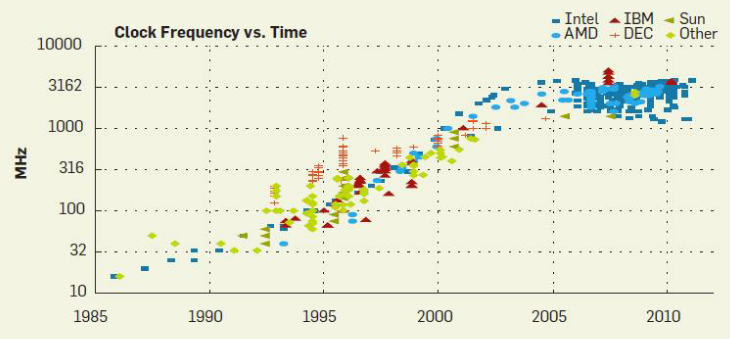 Clock Frequency vs. Time
Intel IBM Sun
AMD DEC Other
10000
3162
1000
316
100
32
10
MHz
1985 1990 1995 2000 2005 2010